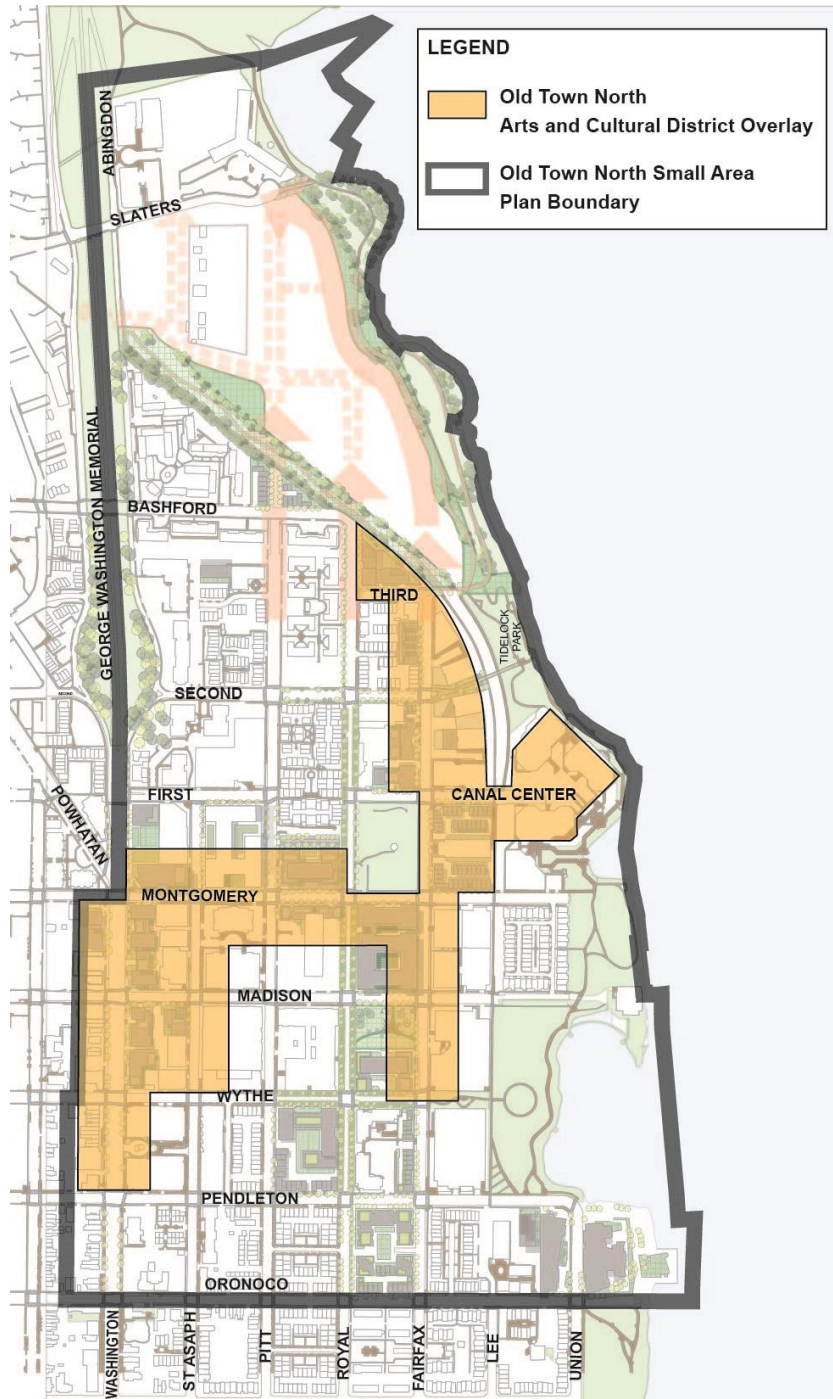 LEGEND
Old Town North
Arts and Cultural District Overlay
Old Town North Small Area
Plan Boundary
ABINGDON
SLATERS
GEORGE WASHINGTON MEMORIAL
BASHFORD
THIRD
TIDELOCK
PARK
SECOND
SECOND
FIRST
CANAL CENTER
POWHATAN
MONTGOMERY
MADISON
WYTHE
PENDLETON
ORONOCO
WASHINGTON
ST ASAPH
PITT
ROYAL
FAIRFAX
LEE
UNION